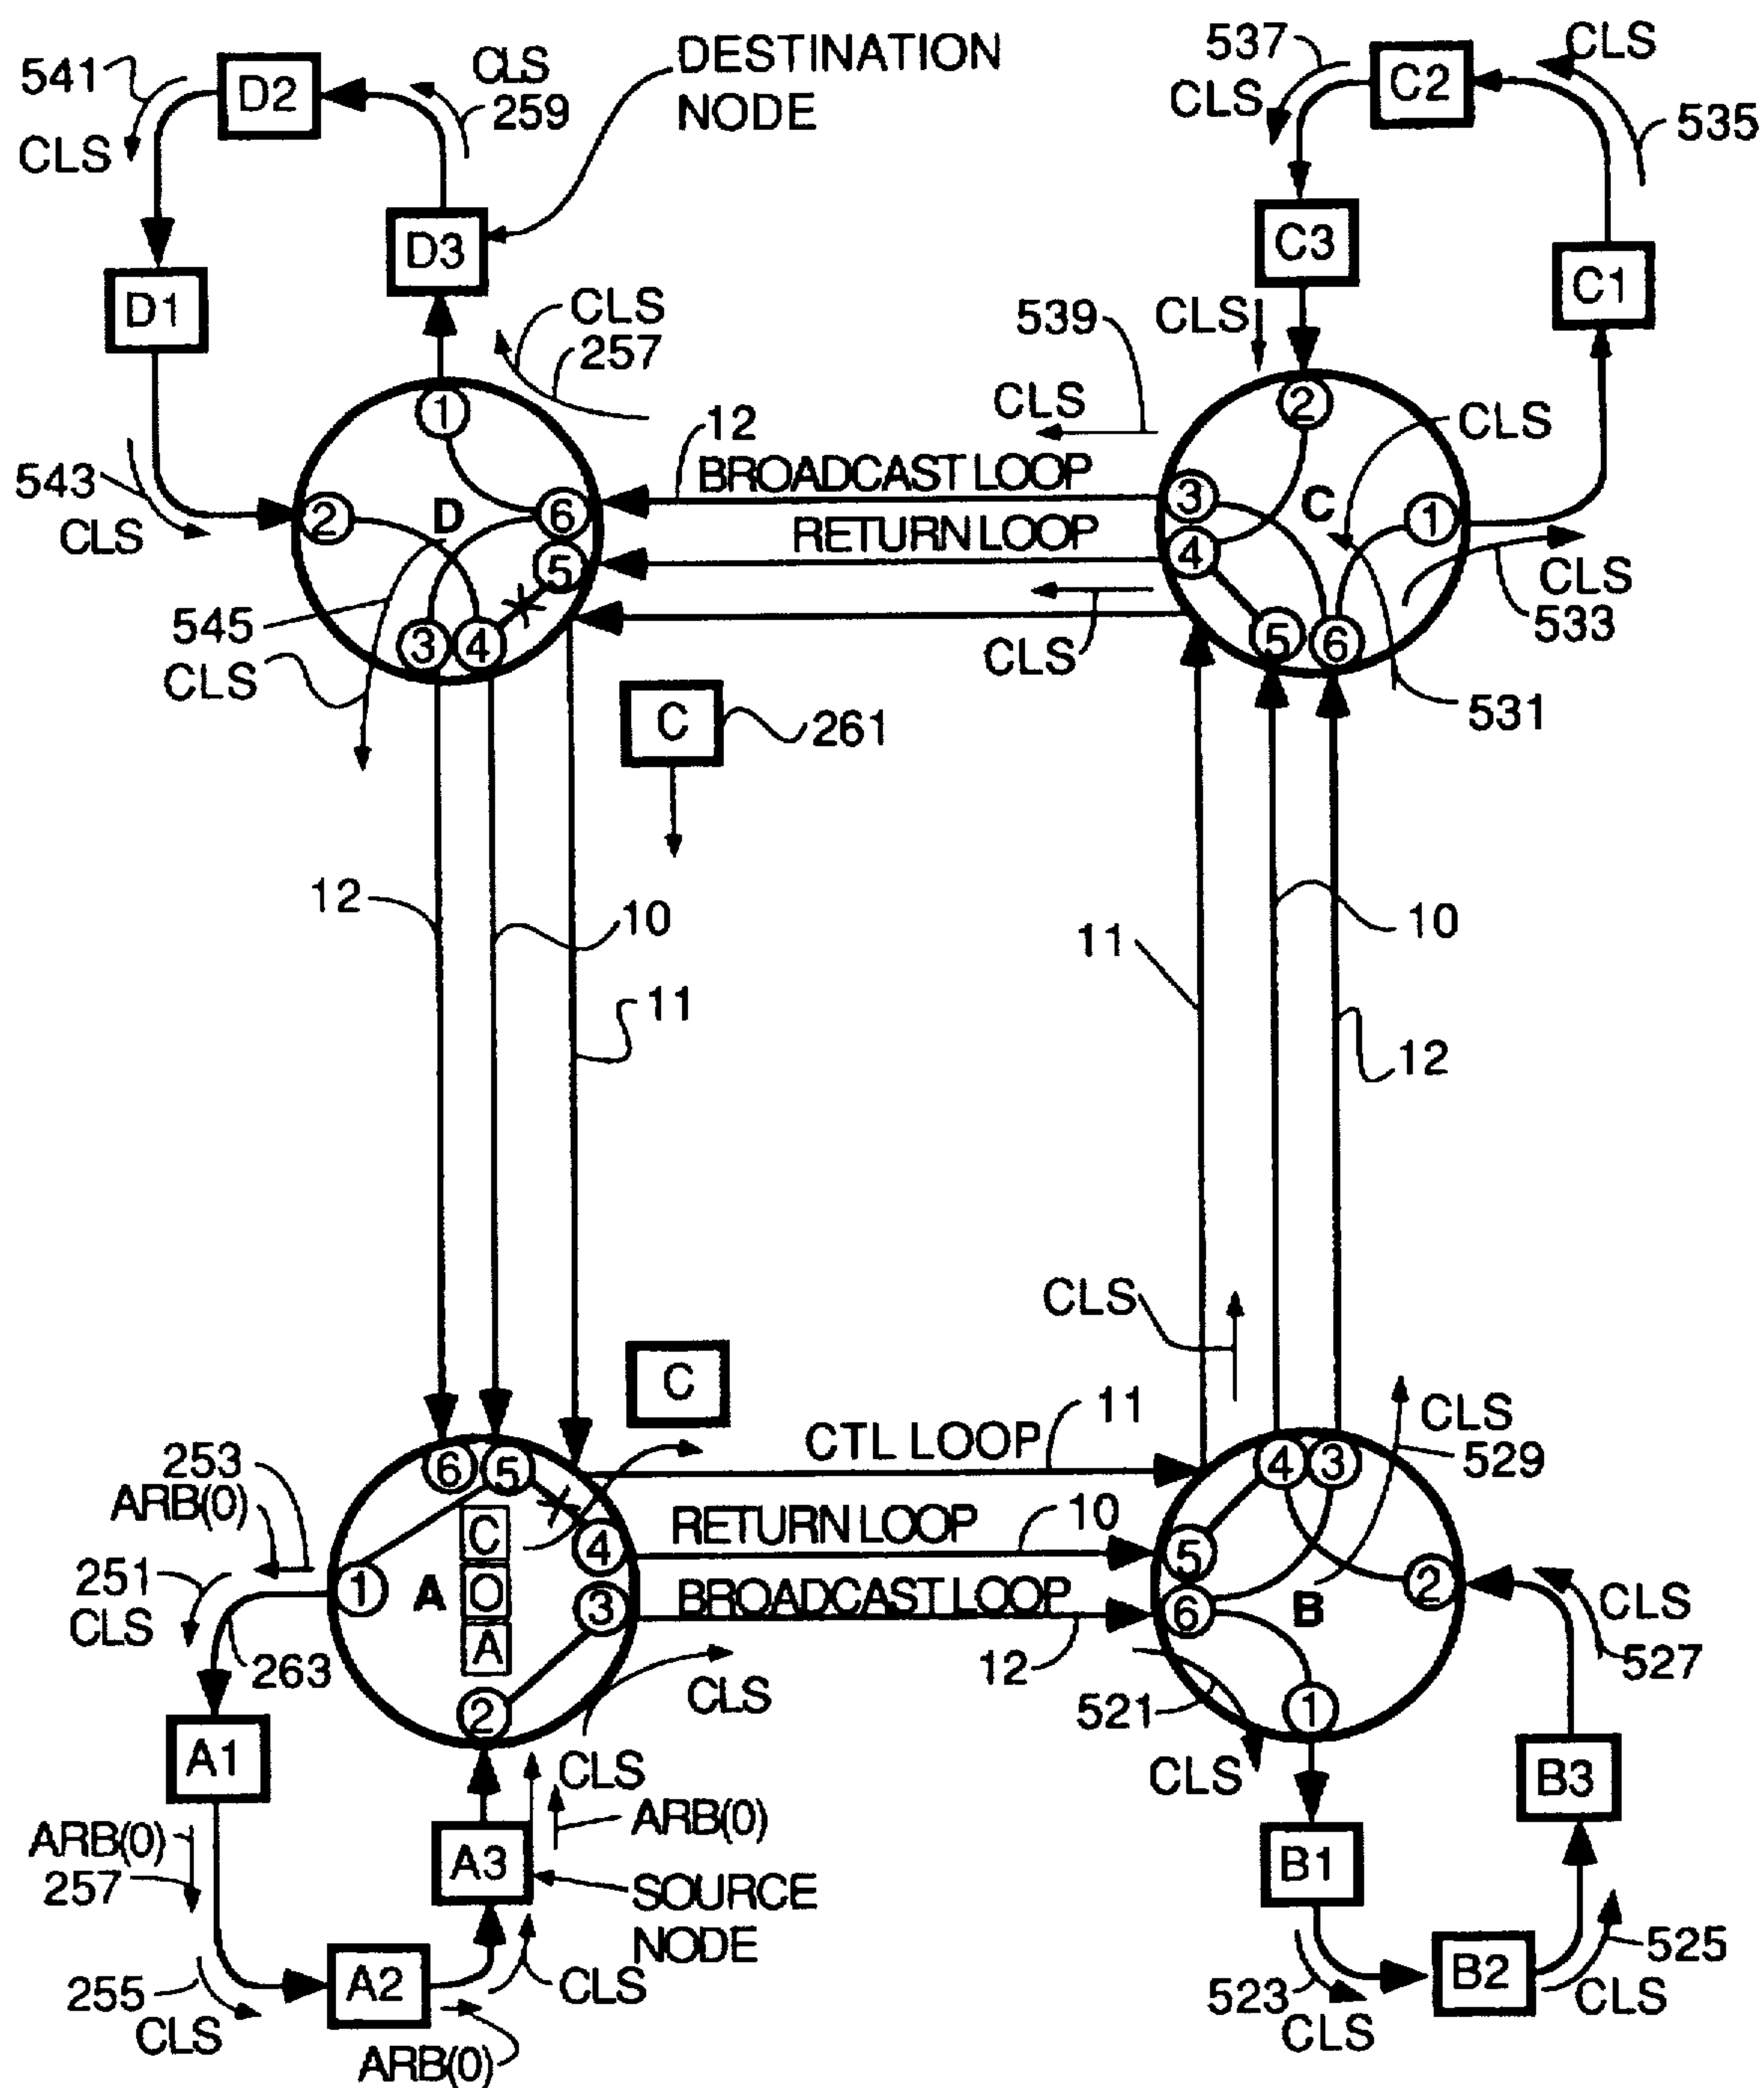 541
CLS
D2
CLS
259
DESTINATION
NODE
537
CLS
C2
CLS
535
D1
D3
C3
C1
CLS
257
539
CLS
CLS
CLS
543
CLS
1
2
D
6
5
3
4
12
BROADCAST LOOP
RETURN LOOP
CLS
2
3
4
C
1
5
6
CLS
533
545
CLS
C
261
531
12
10
11
11
10
12
CLS
C
CTL LOOP
11
CLS
529
253
ARB(0)
251
CLS
263
6
5
4
3
1
2
A
C
O
A
RETURN LOOP
10
BROADCAST LOOP
12
CLS
4
3
5
6
2
B
1
521
CLS
CLS
527
A1
CLS
ARB(0)
ARB(0)
257
A3
SOURCE
NODE
B1
B3
255
CLS
A2
CLS
ARB(0)
523
CLS
B2
525
CLS